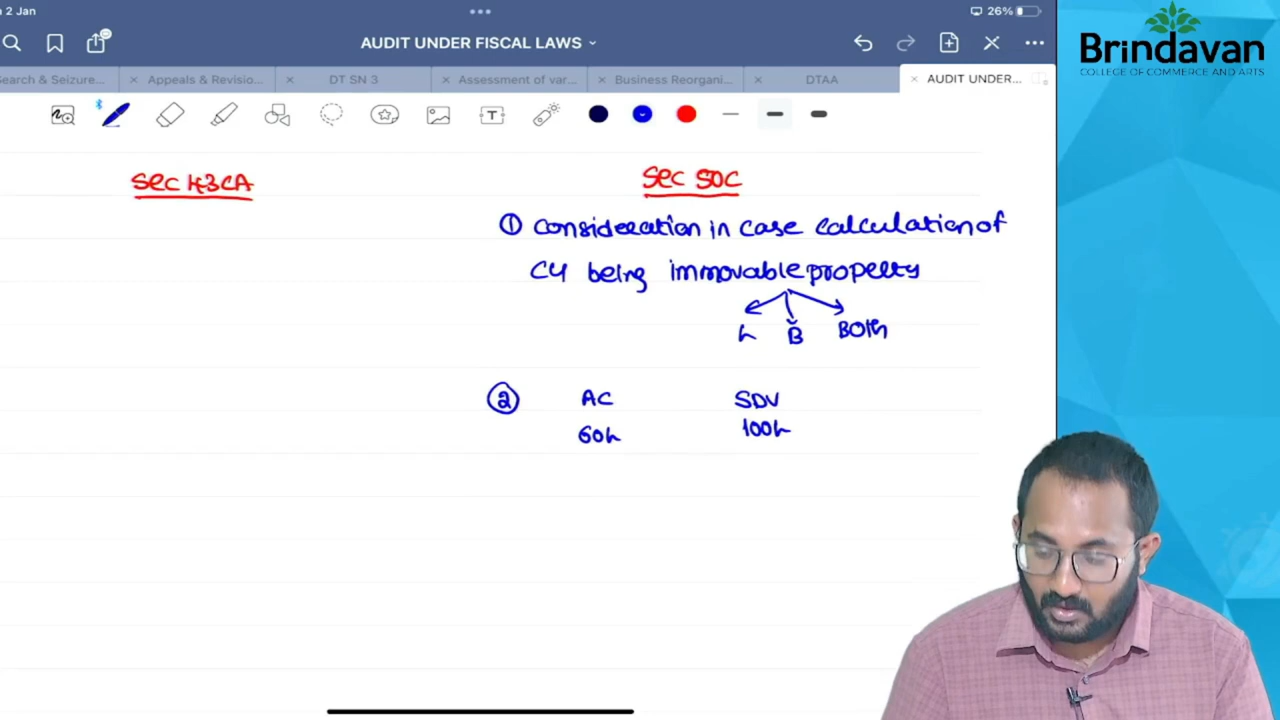 2 Jan
26%
AUDIT UNDER FISCAL LAWS
Search & Seizure...
Appeals & Revisio...
DT SN 3
Assessment of var...
Business Reorgani...
DTAA
AUDIT UNDER...
Brindavan
COLLEGE OF COMMERCE AND ARTS
T
Sec 43CA
Sec 50C
① Consideration in case calculation of
CG being immovable property
L B Both
② AC SDV
60L 100L